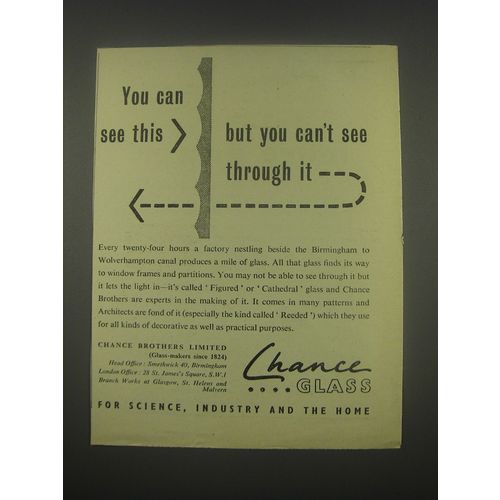 You can
see this
but you can't see
through it
Every twenty-four hours a factory nestling beside the Birmingham to
Wolverhampton canal produces a mile of glass. All that glass finds its way
to window frames and partitions. You may not be able to see through it but
it lets the light in—it's called ' Figured ' or ' Cathedral ' glass and Chance
Brothers are experts in the making of it. It comes in many patterns and
Architects are fond of it (especially the kind called ' Reeded ') which they use
for all kinds of decorative as well as practical purposes.
CHANCE BROTHERS LIMITED
(Glass-makers since 1824)
Head Office : Smethwick 40, Birmingham
London Office : 28 St. James's Square, S.W.1
Branch Works at Glasgow, St. Helens and
Malvern
Chance
GLASS
FOR SCIENCE, INDUSTRY AND THE HOME